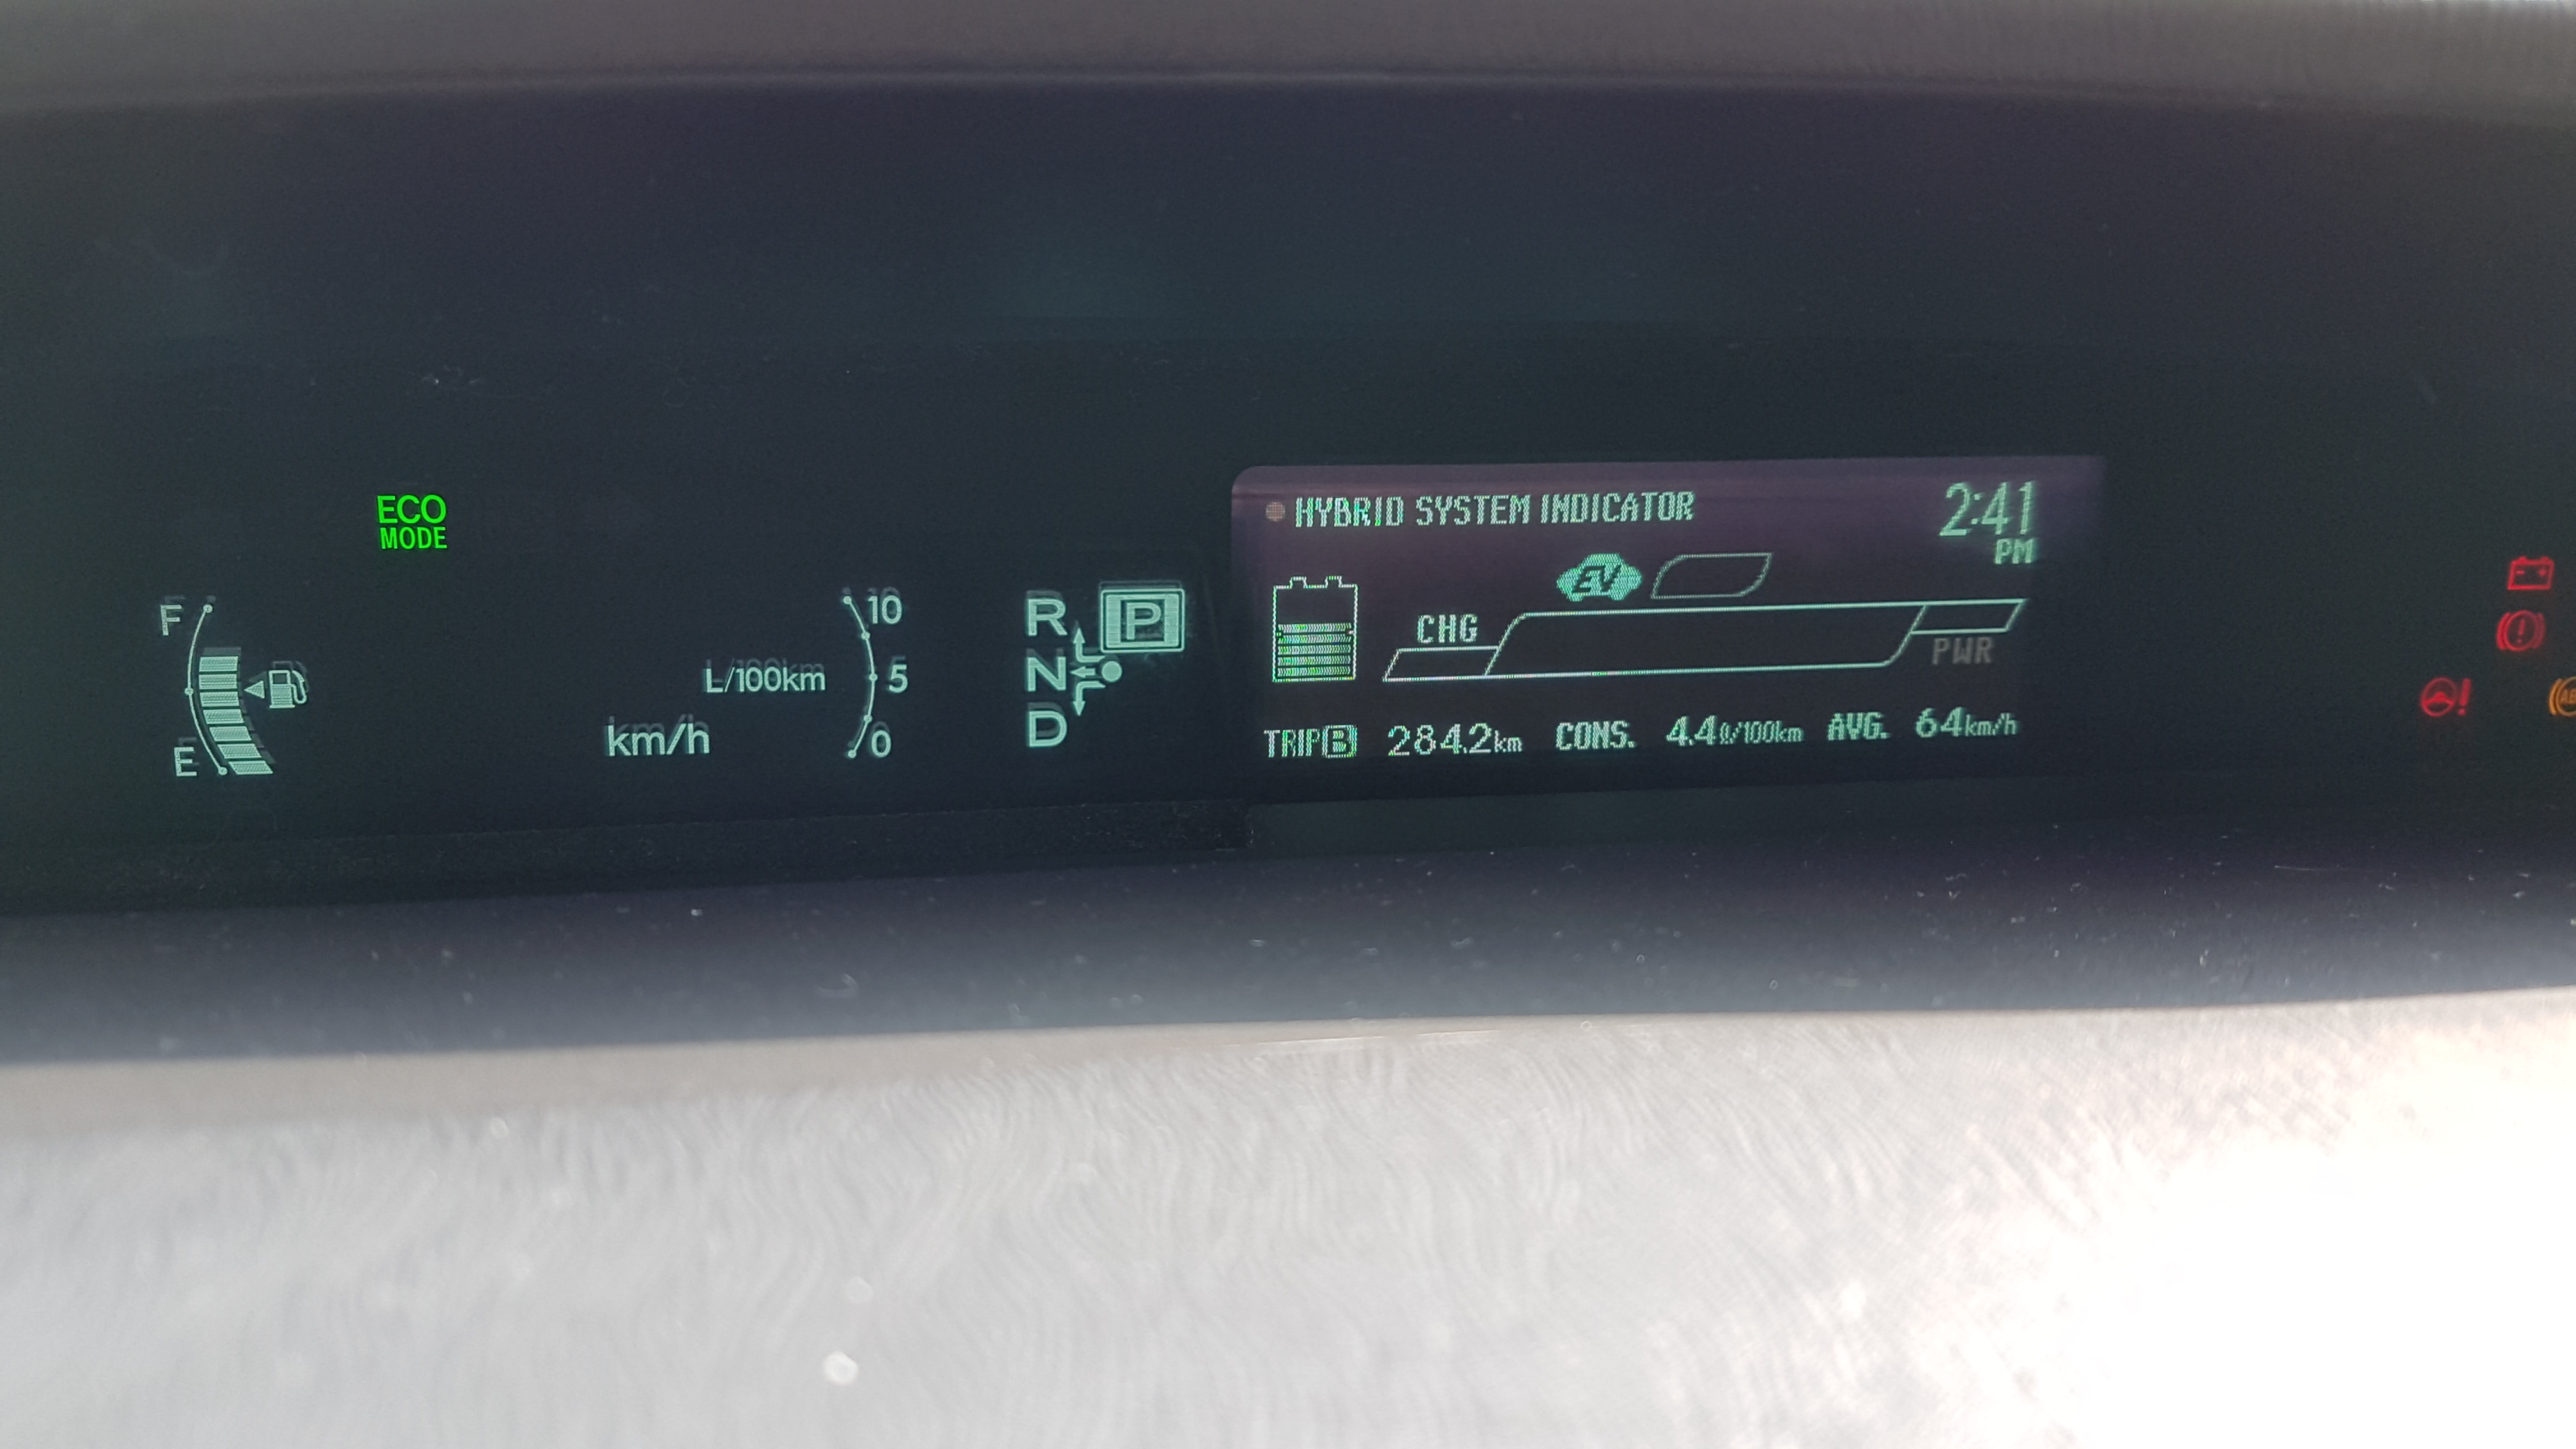 ECO
MODE
F
E
km/h
L/100km
10
5
0
R
N
D
P
HYBRID SYSTEM INDICATOR
2:41
PM
EV
CHG
PWR
TRIP B 284.2km CONS. 4.4ℓ/100km AVG. 64km/h
!
!